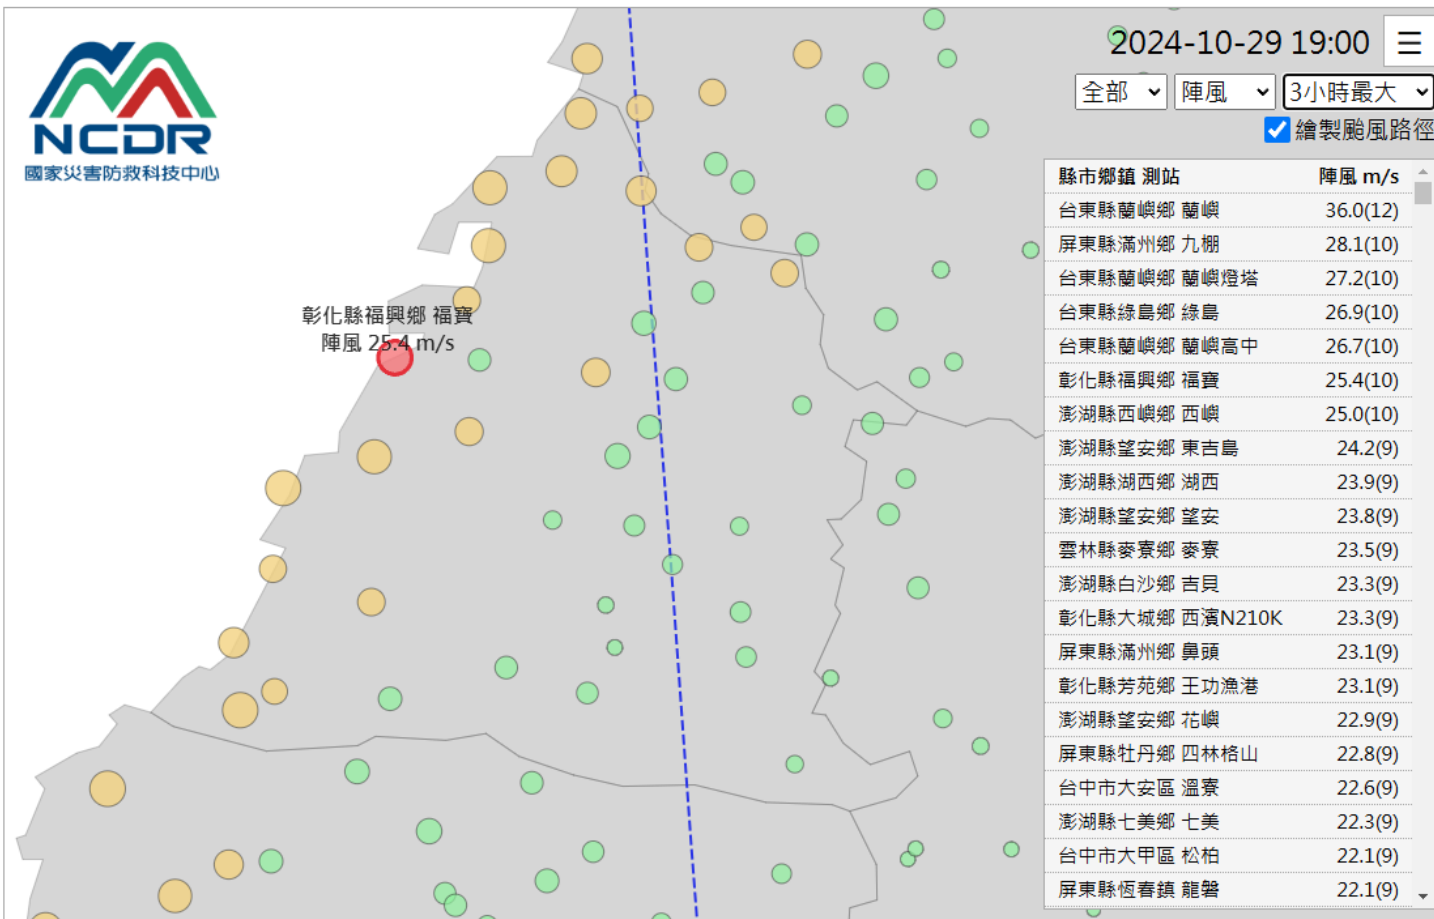 NCDR
國家災害防救科技中心
2024-10-29 19:00
全部 陣風 3小時最大
繪製颱風路徑
彰化縣福興鄉 福寶
陣風 25.4 m/s
縣市鄉鎮 測站 陣風 m/s
台東縣蘭嶼鄉 蘭嶼 36.0(12)
屏東縣滿州鄉 九棚 28.1(10)
台東縣蘭嶼鄉 蘭嶼燈塔 27.2(10)
台東縣綠島鄉 綠島 26.9(10)
台東縣蘭嶼鄉 蘭嶼高中 26.7(10)
彰化縣福興鄉 福寶 25.4(10)
澎湖縣西嶼鄉 西嶼 25.0(10)
澎湖縣望安鄉 東吉島 24.2(9)
澎湖縣湖西鄉 湖西 23.9(9)
澎湖縣望安鄉 望安 23.8(9)
雲林縣麥寮鄉 麥寮 23.5(9)
澎湖縣白沙鄉 吉貝 23.3(9)
彰化縣大城鄉 西濱N210K 23.3(9)
屏東縣滿州鄉 鼻頭 23.1(9)
彰化縣芳苑鄉 王功漁港 23.1(9)
澎湖縣望安鄉 花嶼 22.9(9)
屏東縣牡丹鄉 四林格山 22.8(9)
台中市大安區 溫寮 22.6(9)
澎湖縣七美鄉 七美 22.3(9)
台中市大甲區 松柏 22.1(9)
屏東縣恆春鎮 龍磐 22.1(9)